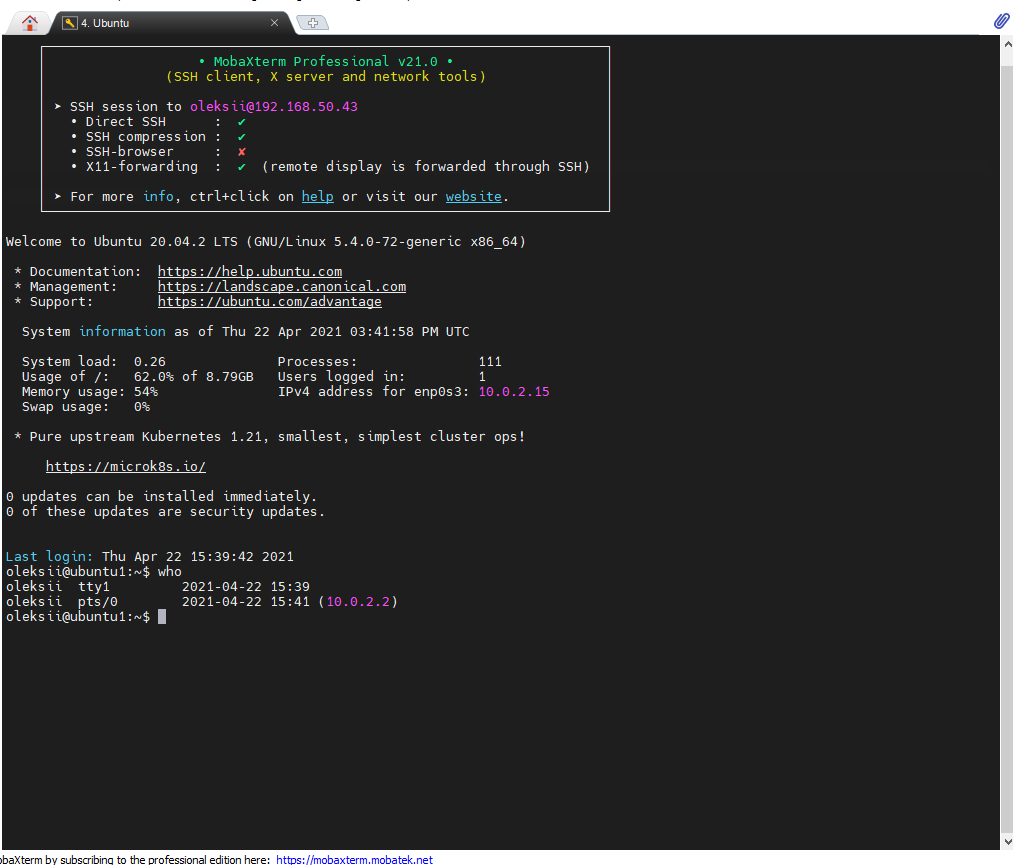 4. Ubuntu
• MobaXterm Professional v21.0 •
(SSH client, X server and network tools)
➤ SSH session to oleksii@192.168.50.43
• Direct SSH : ✔
• SSH compression : ✔
• SSH-browser : ✘
• X11-forwarding : ✔ (remote display is forwarded through SSH)
➤ For more info, ctrl+click on help or visit our website.
Welcome to Ubuntu 20.04.2 LTS (GNU/Linux 5.4.0-72-generic x86_64)
* Documentation: https://help.ubuntu.com
* Management: https://landscape.canonical.com
* Support: https://ubuntu.com/advantage
System information as of Thu 22 Apr 2021 03:41:58 PM UTC
System load: 0.26 Processes: 111
Usage of /: 62.0% of 8.79GB Users logged in: 1
Memory usage: 54% IPv4 address for enp0s3: 10.0.2.15
Swap usage: 0%
* Pure upstream Kubernetes 1.21, smallest, simplest cluster ops!
https://microk8s.io/
0 updates can be installed immediately.
0 of these updates are security updates.
Last login: Thu Apr 22 15:39:42 2021
oleksii@ubuntu1:~$ who
oleksii tty1 2021-04-22 15:39
oleksii pts/0 2021-04-22 15:41 (10.0.2.2)
oleksii@ubuntu1:~$
obaXterm by subscribing to the professional edition here: https://mobaxterm.mobatek.net